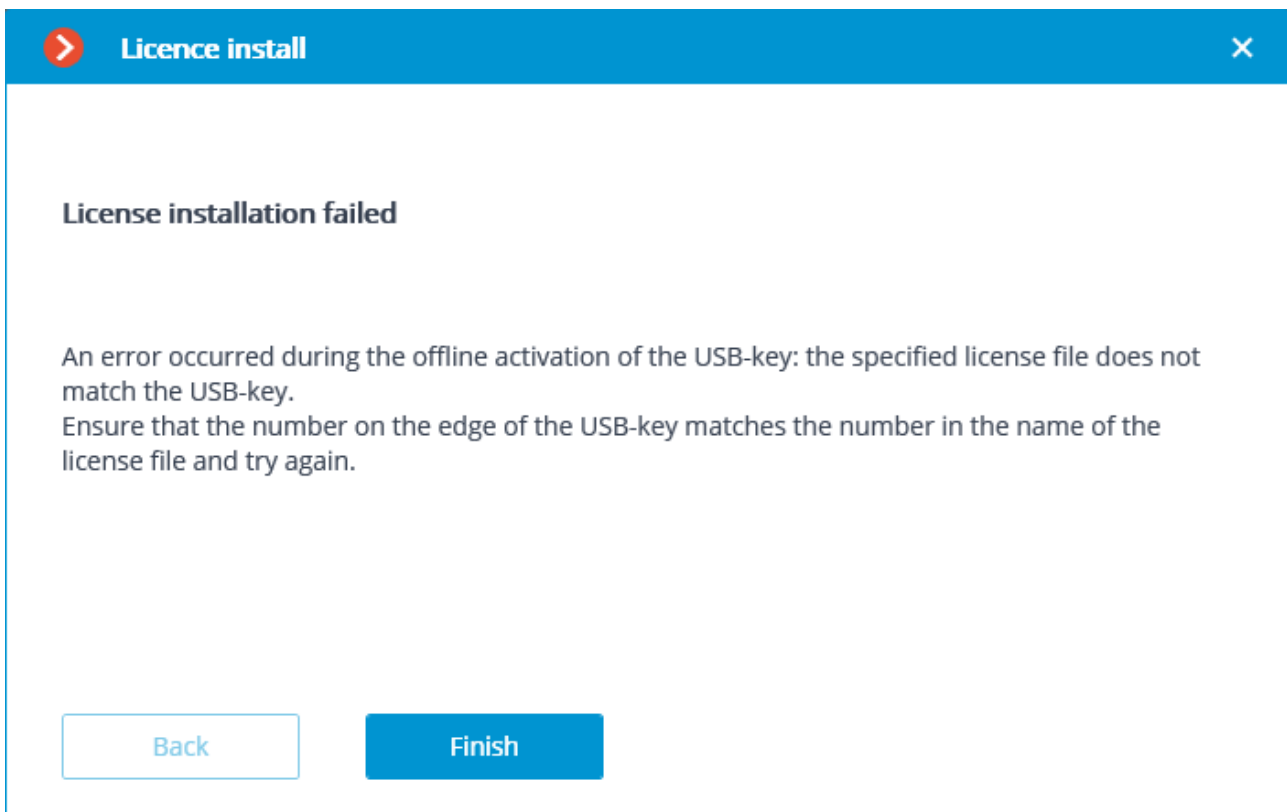 Licence install
License installation failed
An error occurred during the offline activation of the USB-key: the specified license file does not
match the USB-key.
Ensure that the number on the edge of the USB-key matches the number in the name of the
license file and try again.
Back
Finish